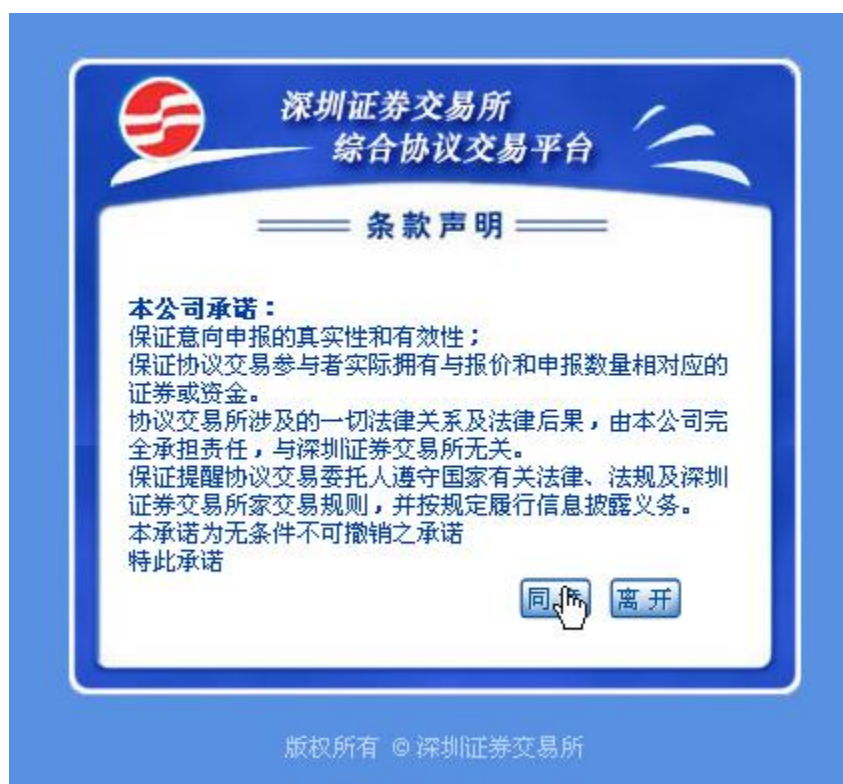 深圳证券交易所
综合协议交易平台
条款声明
本公司承诺：
保证意向申报的真实性和有效性；
保证协议交易参与者实际拥有与报价和申报数量相对应的
证券或资金。
协议交易所涉及的一切法律关系及法律后果，由本公司完
全承担责任，与深圳证券交易所无关。
保证提醒协议交易委托人遵守国家有关法律、法规及深圳
证券交易所家交易规则，并按规定履行信息披露义务。
本承诺为无条件不可撤销之承诺
特此承诺
同 离开
版权所有 ©深圳证券交易所